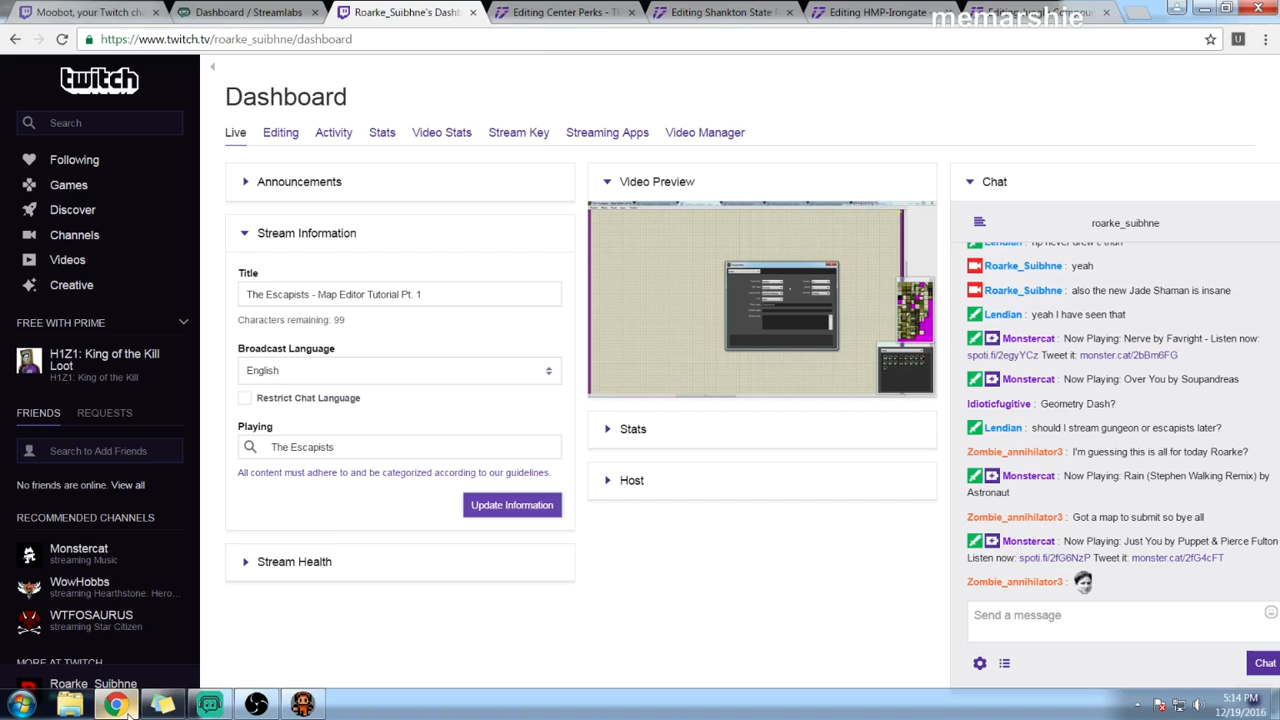 Moobot, your Twitch cha
Dashboard / Streamlabs
Roarke_Suibhne's Dashb
Editing Center Perks - Th
Editing Shankton State
Editing HMP-Irongate
memarshie
https://www.twitch.tv/roarke_suibhne/dashboard
twitch
Search
Following
Games
Discover
Channels
Videos
Creative
FREE WITH PRIME
H1Z1: King of the Kill
Loot
H1Z1: King of the Kill
FRIENDS REQUESTS
Search to Add Friends
No friends are online. View all
RECOMMENDED CHANNELS
Monstercat
streaming Music
WowHobbs
streaming Hearthstone: Hero...
WTFOSAURUS
streaming Star Citizen
MORE AT TWITCH
Roarke_Suibhne
Dashboard
Live Editing Activity Stats Video Stats Stream Key Streaming Apps Video Manager
Announcements
Stream Information
Title
The Escapists - Map Editor Tutorial Pt. 1
Characters remaining: 99
Broadcast Language
English
Restrict Chat Language
Playing
The Escapists
All content must adhere to and be categorized according to our guidelines.
Update Information
Stream Health
Video Preview
Stats
Host
Chat
roarke_suibhne
Roarke_Suibhne : yeah
Roarke_Suibhne : also the new Jade Shaman is insane
Lendian : yeah I have seen that
Monstercat : Now Playing: Nerve by Favright - Listen now:
spoti.fi/2egyYCz Tweet it: monster.cat/2bBm6FG
Monstercat : Now Playing: Over You by Soupandreas
Idioticfugitive : Geometry Dash?
Lendian : should I stream gungeon or escapists later?
Zombie_annihilator3 : I'm guessing this is all for today Roarke?
Monstercat : Now Playing: Rain (Stephen Walking Remix) by
Astronaut
Zombie_annihilator3 : Got a map to submit so bye all
Monstercat : Now Playing: Just You by Puppet & Pierce Fulton
Listen now: spoti.fi/2fG6NzP Tweet it: monster.cat/2fG4cFT
Zombie_annihilator3 :
Send a message
Chat
5:14 PM
12/19/2016